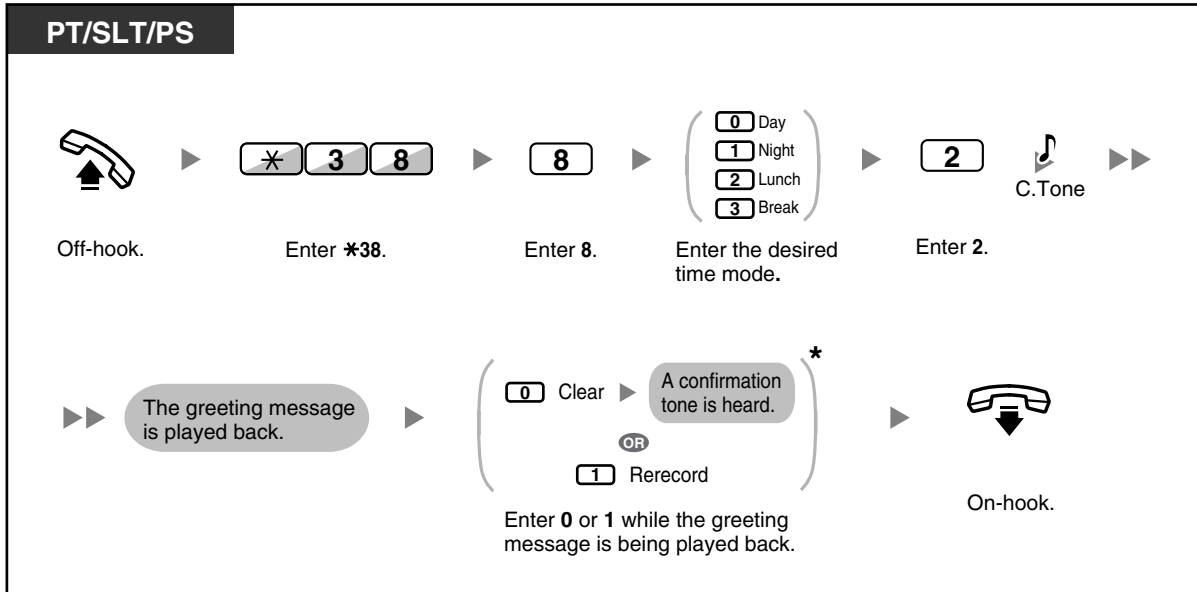 PT/SLT/PS
0 Day
1 Night
2 Lunch
3 Break
* 3 8
8
2
C.Tone
Off-hook.
Enter *38.
Enter 8.
Enter the desired
time mode.
Enter 2.
The greeting message
is played back.
0 Clear
A confirmation
tone is heard.
*
OR
1 Rerecord
Enter 0 or 1 while the greeting
message is being played back.
On-hook.